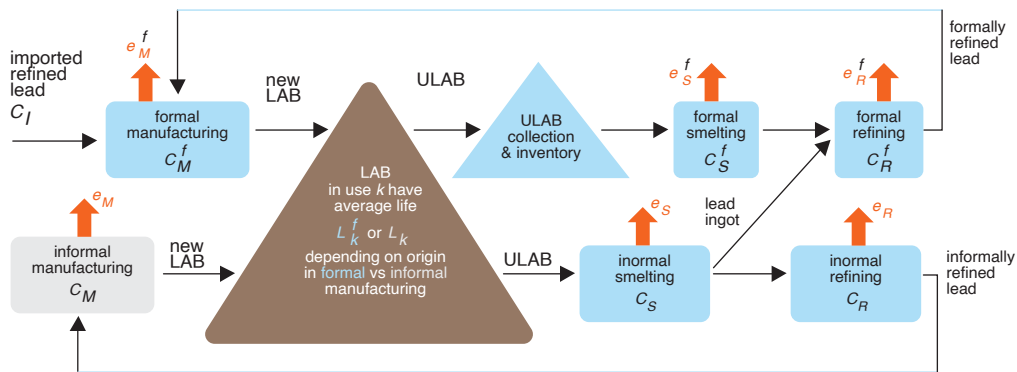 imported
refined
lead
C_I
e_M^f
formal
manufacturing
C_M^f
new
LAB
ULAB
ULAB
collection
& inventory
e_S^f
formal
smelting
C_S^f
e_R^f
formal
refining
C_R^f
formally
refined
lead
LAB
in use k have
average life
L_k^f or L_k
depending on origin
in formal vs informal
manufacturing
e_M
informal
manufacturing
C_M
new
LAB
ULAB
lead
ingot
e_S
inormal
smelting
C_S
e_R
inormal
refining
C_R
informally
refined
lead